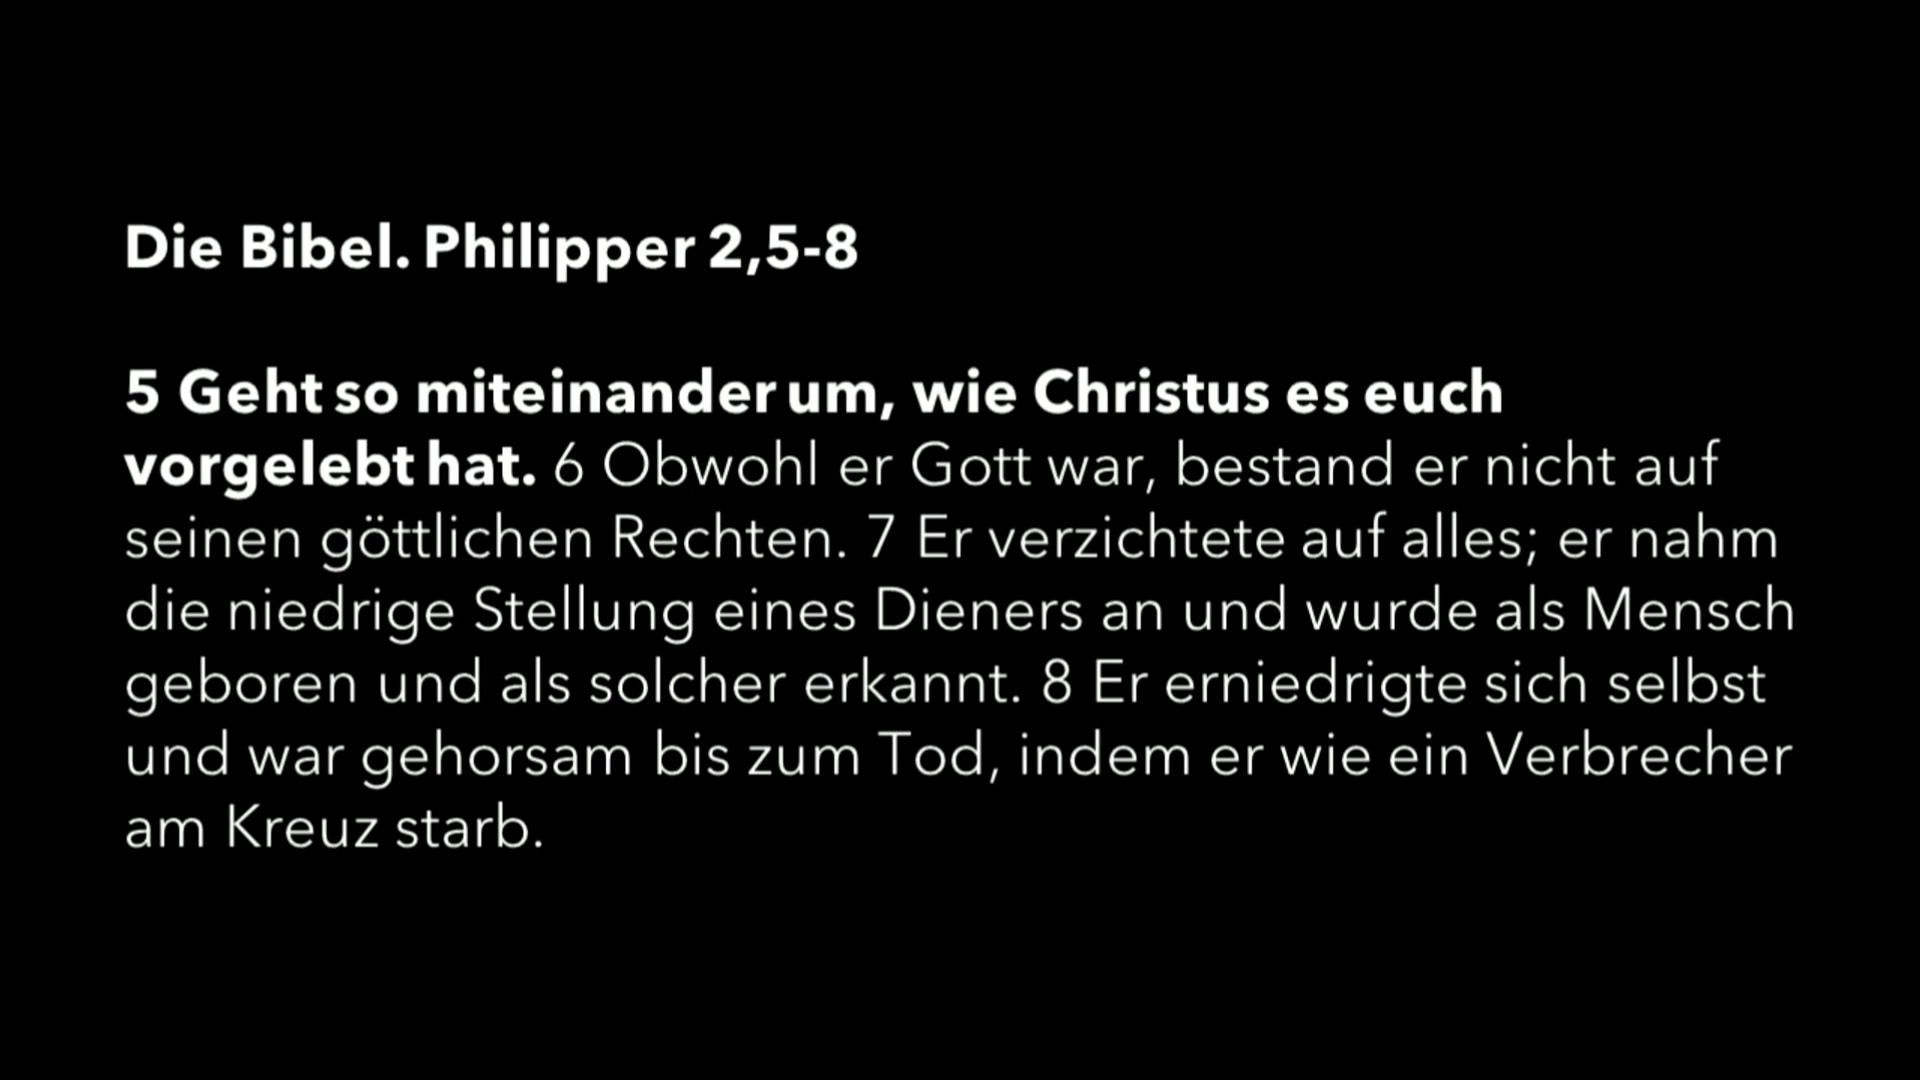 Die Bibel. Philipper 2,5-8
5 Geht so miteinander um, wie Christus es euch
vorgelebt hat. 6 Obwohl er Gott war, bestand er nicht auf
seinen göttlichen Rechten. 7 Er verzichtete auf alles; er nahm
die niedrige Stellung eines Dieners an und wurde als Mensch
geboren und als solcher erkannt. 8 Er erniedrigte sich selbst
und war gehorsam bis zum Tod, indem er wie ein Verbrecher
am Kreuz starb.